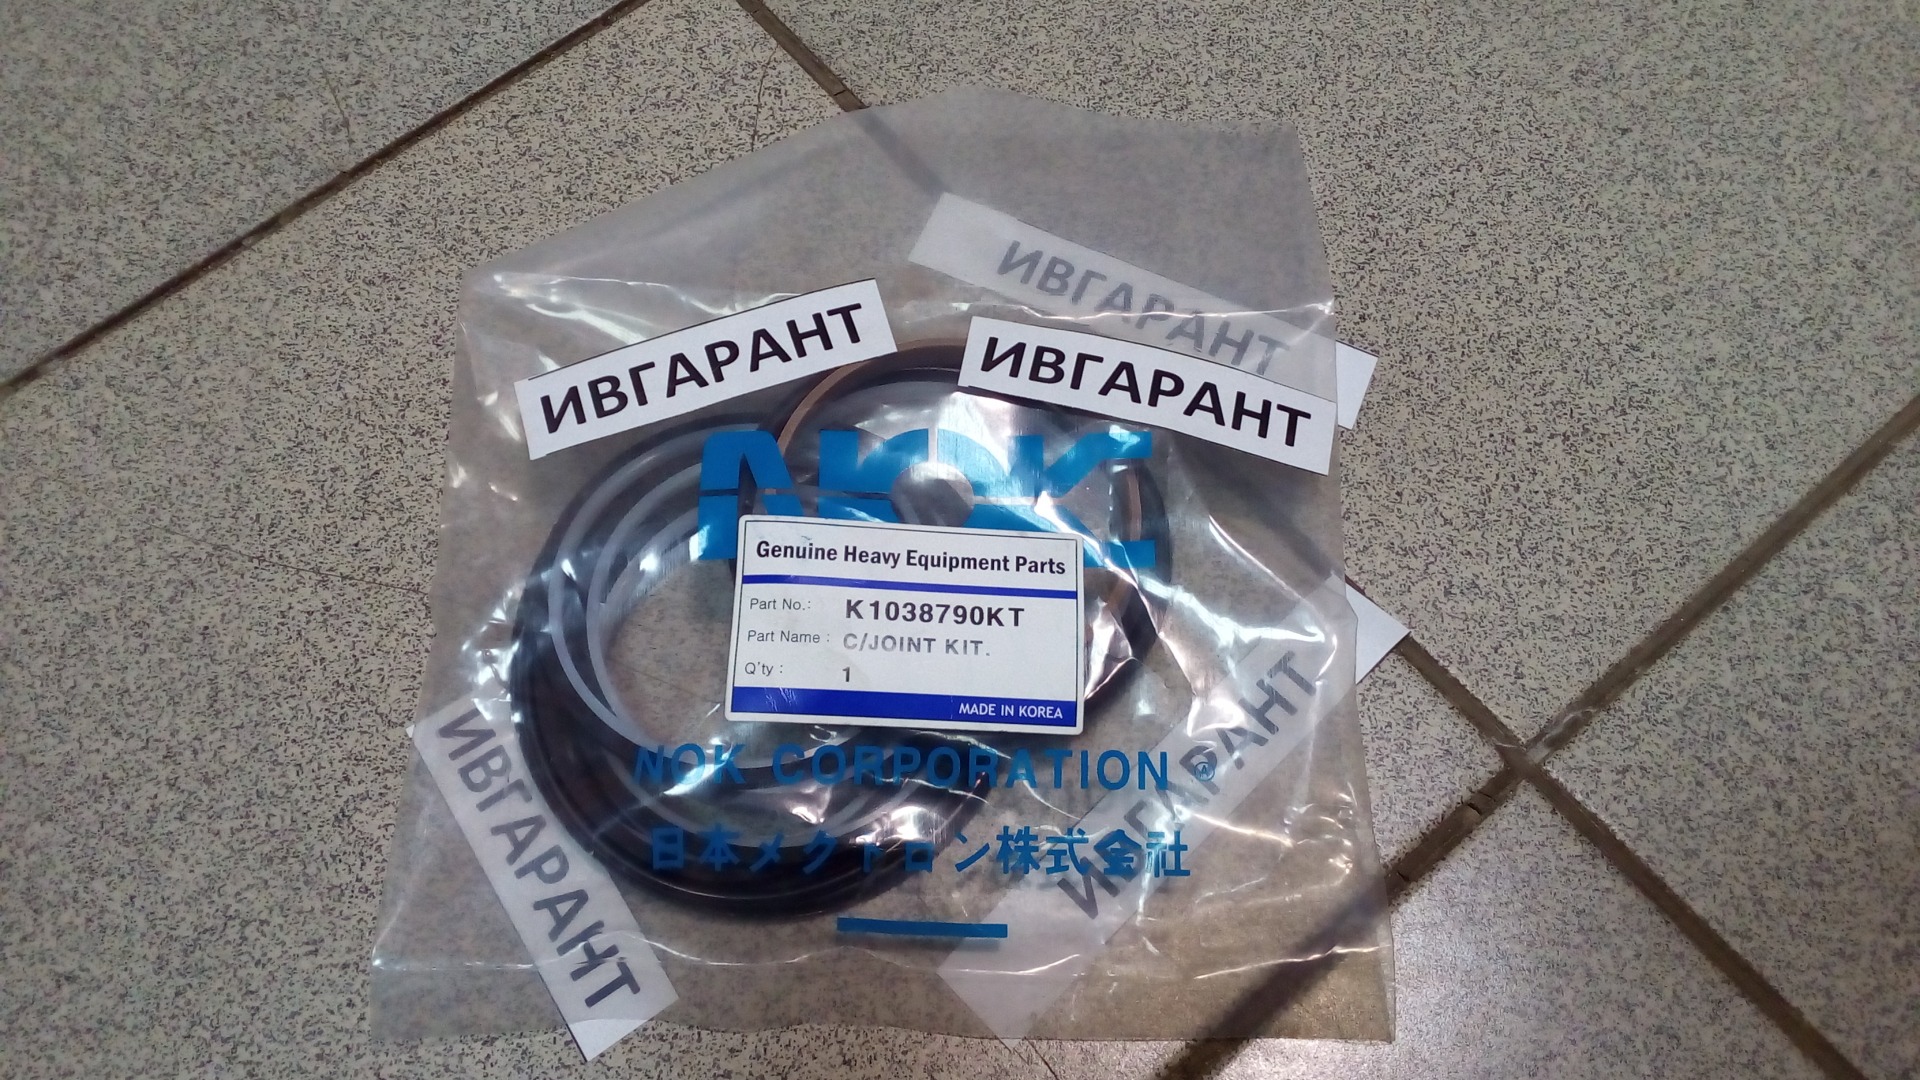 ИВГАРАНТ
ИВГАРАНТ
ИВГАРАНТ
NOK
Genuine Heavy Equipment Parts
Part No.: K1038790KT
Part Name: C/JOINT KIT.
Q'ty: 1
MADE IN KOREA
NOK CORPORATION
日本メクトロン株式会社
ИВГАРАНТ
ИВГАРАНТ